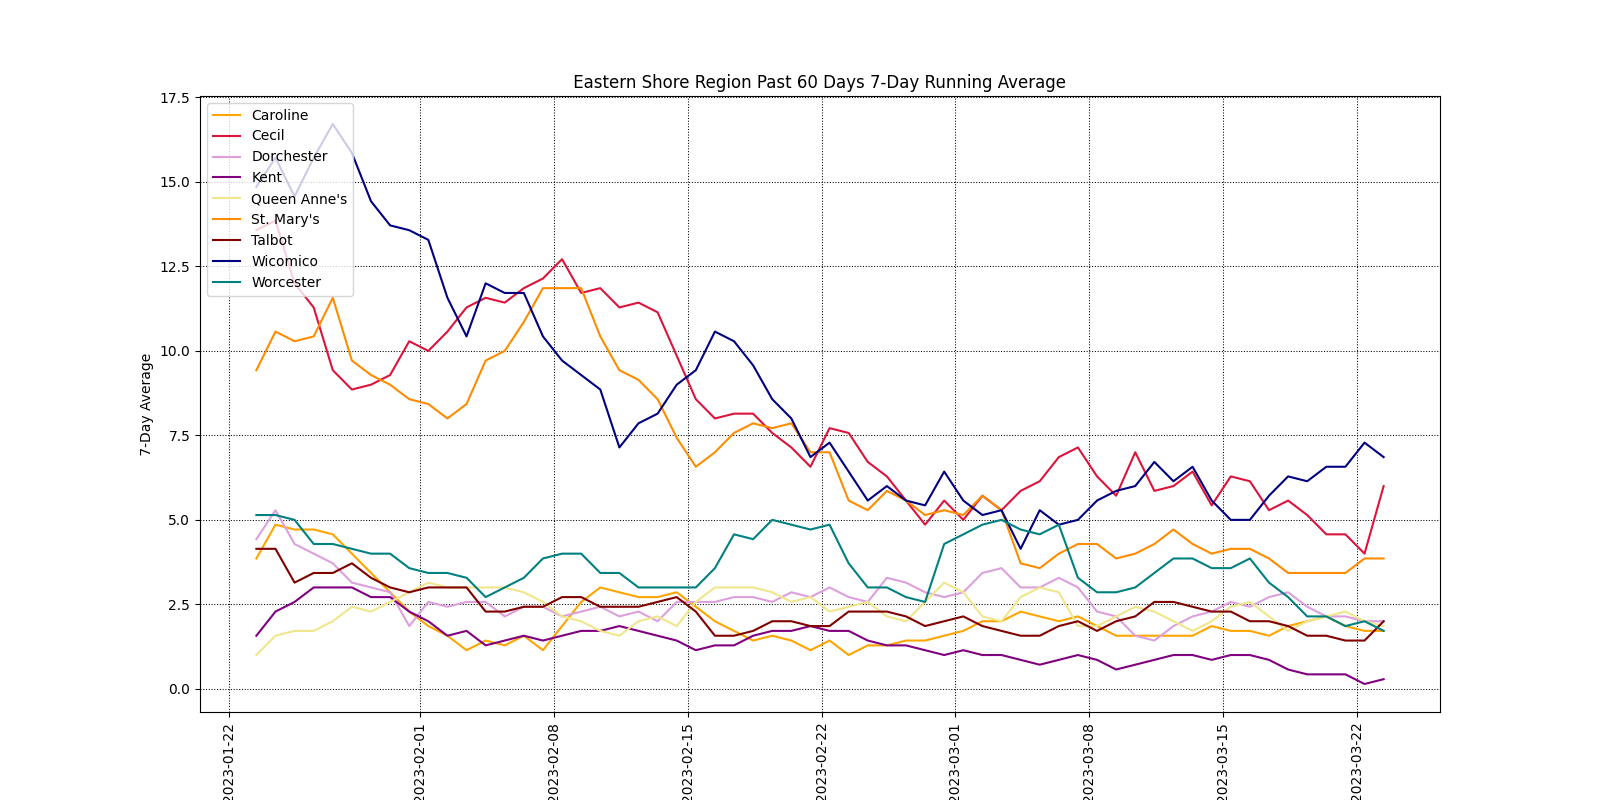 Eastern Shore Region Past 60 Days 7-Day Running Average
17.5
15.0
12.5
10.0
7.5
5.0
2.5
0.0
7-Day Average
Caroline
Cecil
Dorchester
Kent
Queen Anne's
St. Mary's
Talbot
Wicomico
Worcester
2023-01-22
2023-02-01
2023-02-08
2023-02-15
2023-02-22
2023-03-01
2023-03-08
2023-03-15
2023-03-22